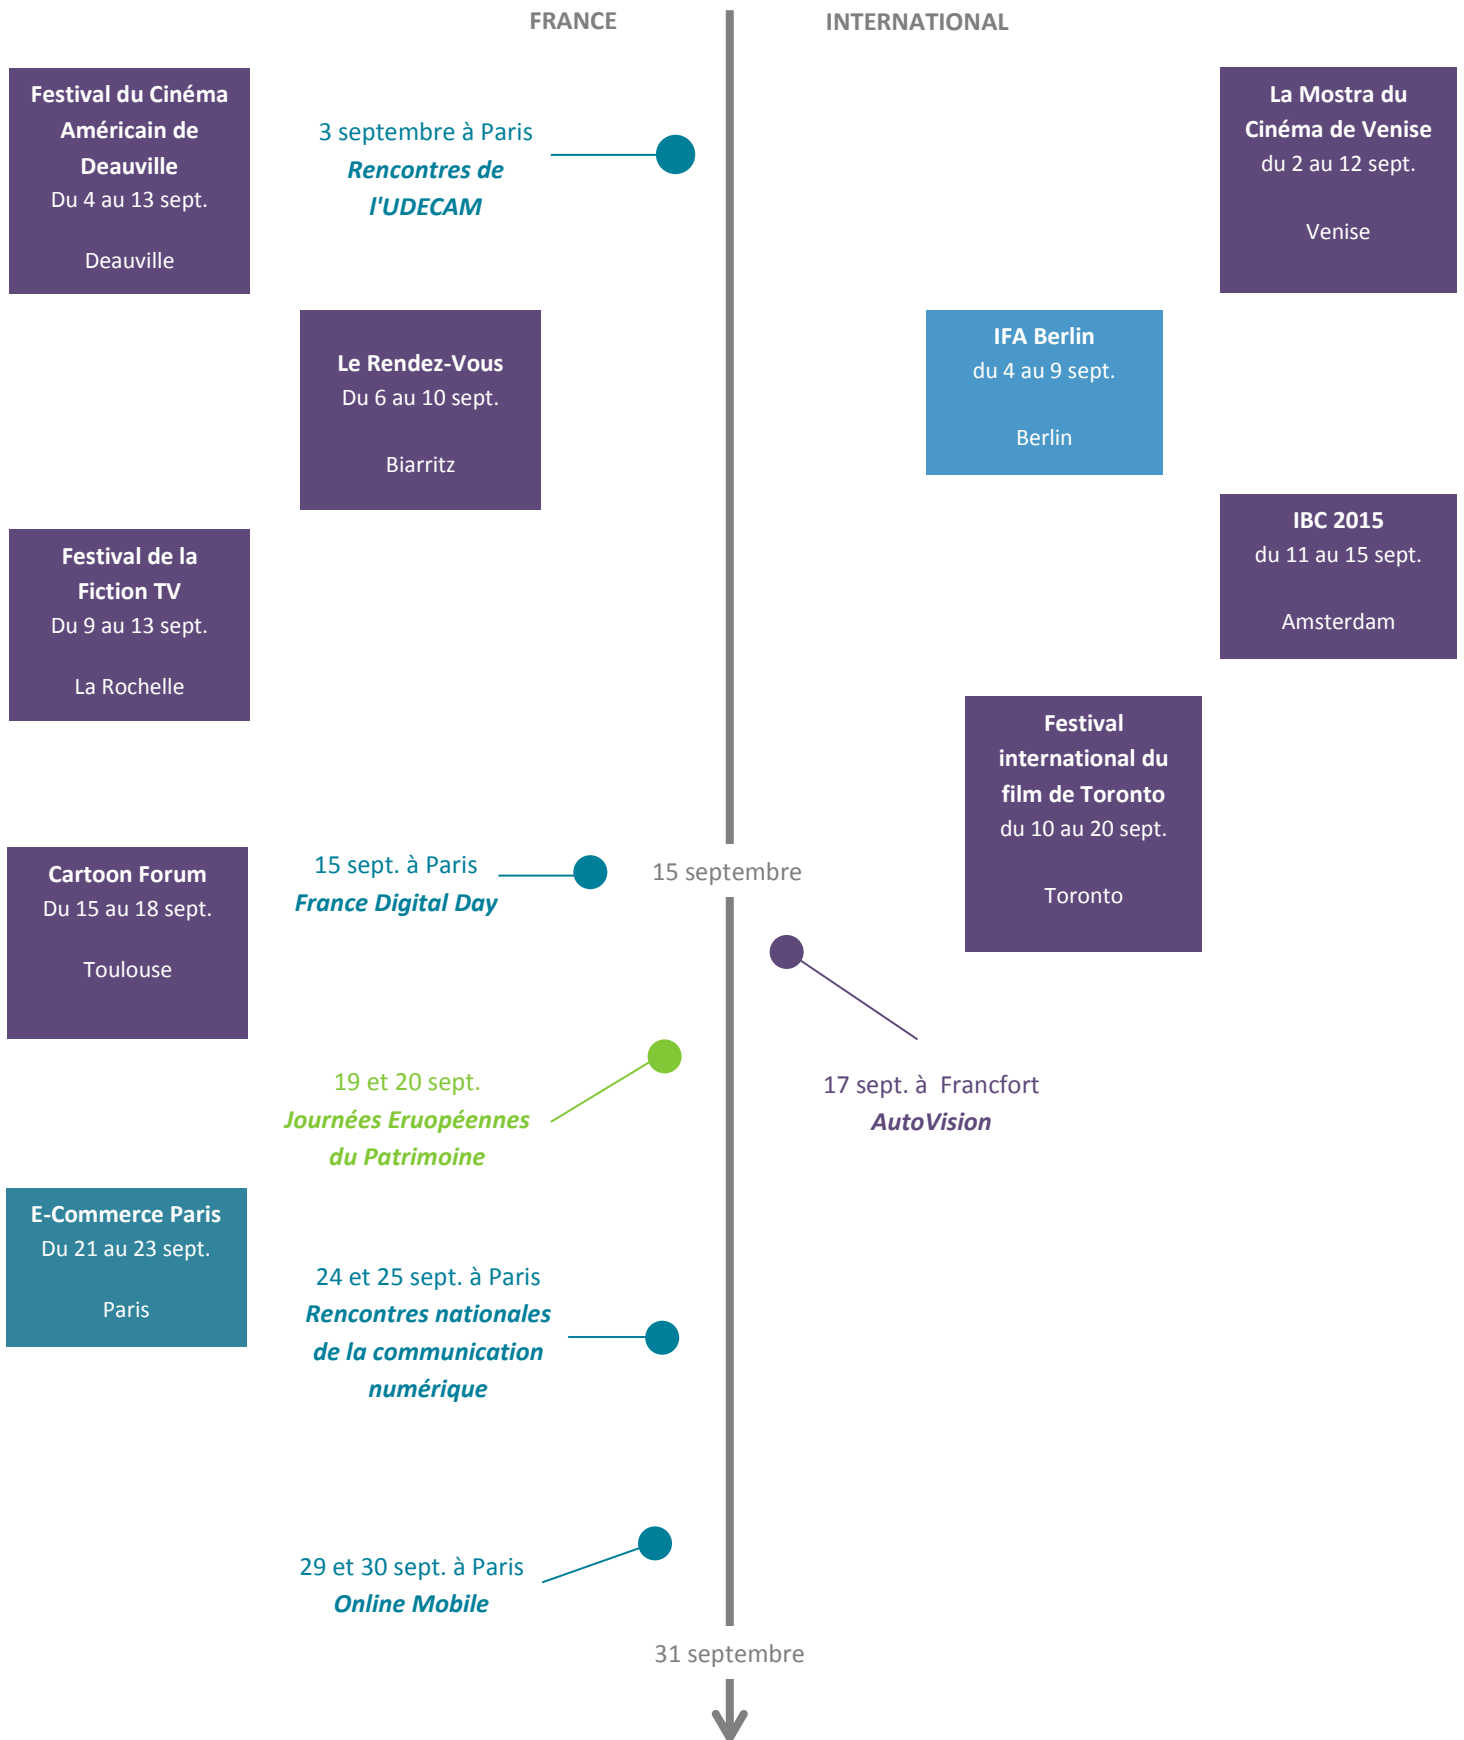 FRANCE
INTERNATIONAL
Festival du Cinéma
Américain de
Deauville
Du 4 au 13 sept.
Deauville
3 septembre à Paris
Rencontres de
l'UDECAM
La Mostra du
Cinéma de Venise
du 2 au 12 sept.
Venise
Le Rendez-Vous
Du 6 au 10 sept.
Biarritz
IFA Berlin
du 4 au 9 sept.
Berlin
IBC 2015
du 11 au 15 sept.
Amsterdam
Festival de la
Fiction TV
Du 9 au 13 sept.
La Rochelle
Festival
international du
film de Toronto
du 10 au 20 sept.
Toronto
Cartoon Forum
Du 15 au 18 sept.
Toulouse
15 sept. à Paris
France Digital Day
15 septembre
17 sept. à  Francfort
AutoVision
19 et 20 sept.
Journées Eruopéennes
du Patrimoine
E-Commerce Paris
Du 21 au 23 sept.
Paris
24 et 25 sept. à Paris
Rencontres nationales
de la communication
numérique
29 et 30 sept. à Paris
Online Mobile
31 septembre